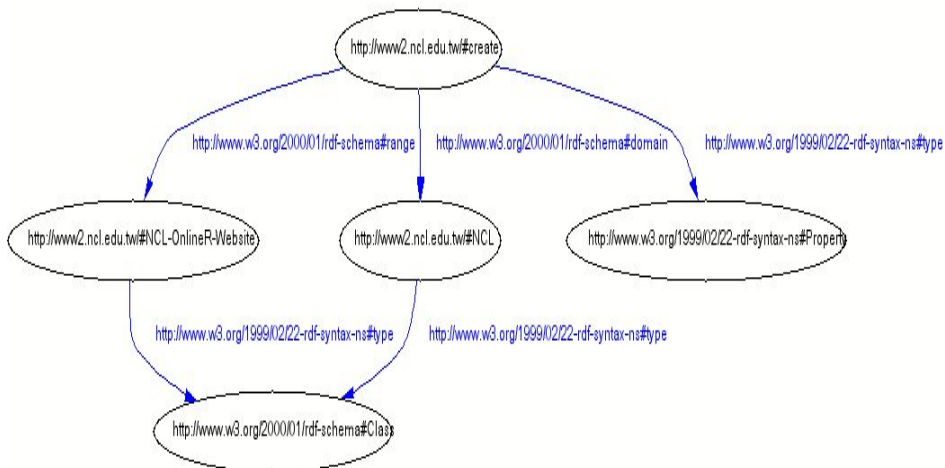 http://www2.ncl.edu.tw/#create
http://www.w3.org/2000/01/rdf-schema#range
http://www.w3.org/2000/01/rdf-schema#domain
http://www.w3.org/1999/02/22-rdf-syntax-ns#type
http://www2.ncl.edu.tw/#NCL-OnlineR-Website
http://www2.ncl.edu.tw/#NCL
http://www.w3.org/1999/02/22-rdf-syntax-ns#Property
http://www.w3.org/1999/02/22-rdf-syntax-ns#type
http://www.w3.org/1999/02/22-rdf-syntax-ns#type
http://www.w3.org/2000/01/rdf-schema#Class